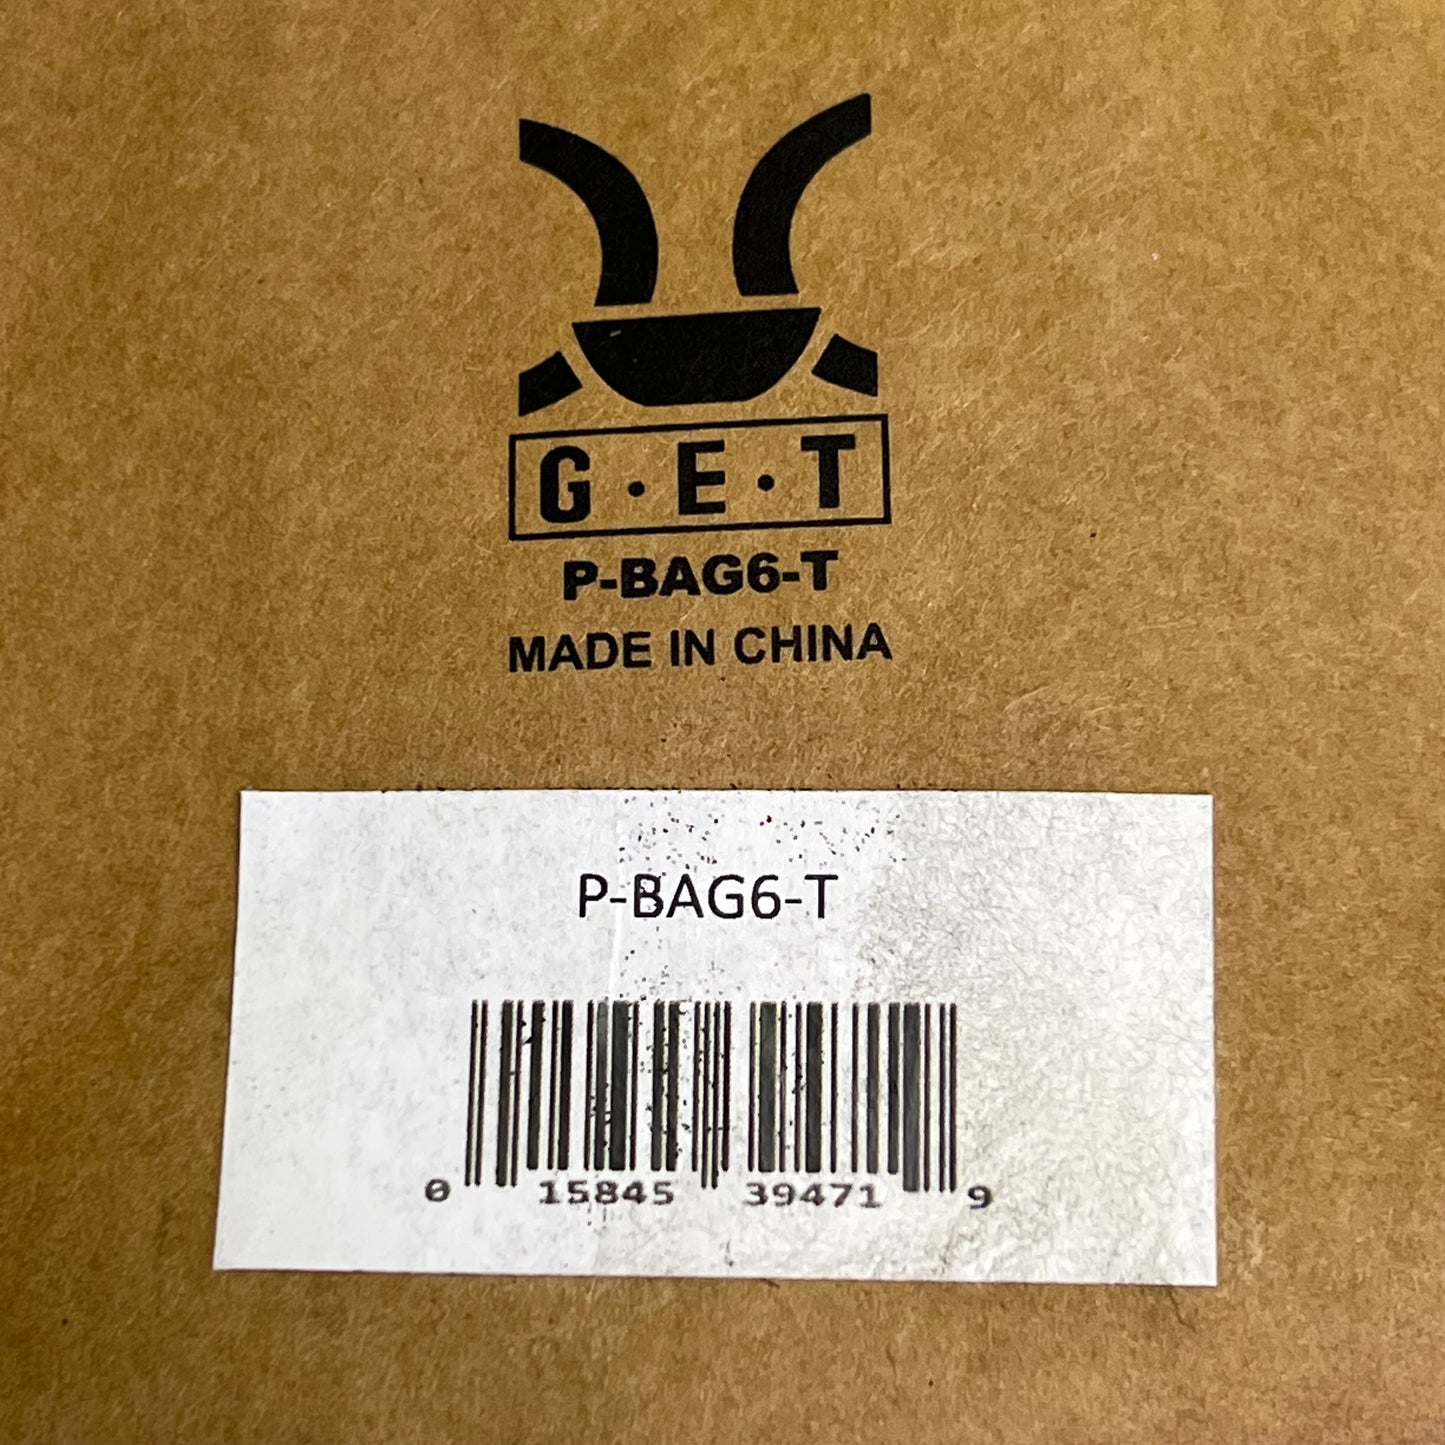 G·E·T
P-BAG6-T
MADE IN CHINA
P-BAG6-T
0 15845 39471 9